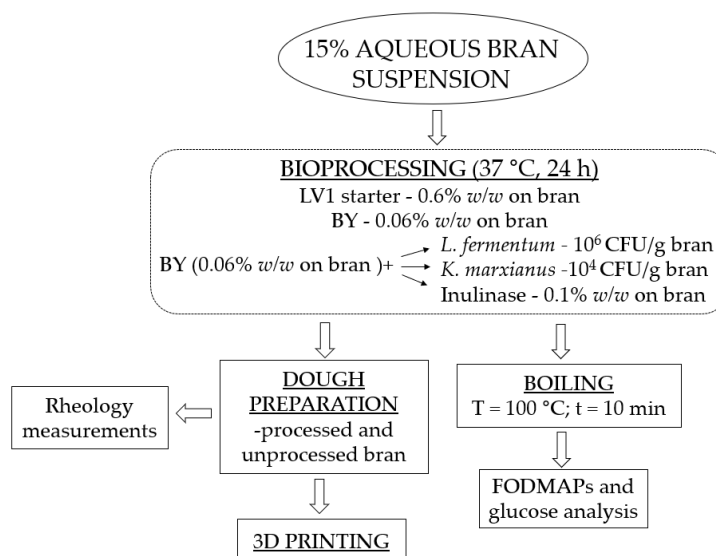 15% AQUEOUS BRAN
SUSPENSION
BIOPROCESSING (37 °C, 24 h)
LV1 starter - 0.6% w/w on bran
BY - 0.06% w/w on bran
BY (0.06% w/w on bran )+
L. fermentum - 10⁶ CFU/g bran
K. marxianus -10⁴ CFU/g bran
Inulinase - 0.1% w/w on bran
Rheology
measurements
DOUGH
PREPARATION
-processed and
unprocessed bran
BOILING
T = 100 °C; t = 10 min
3D PRINTING
FODMAPs and
glucose analysis